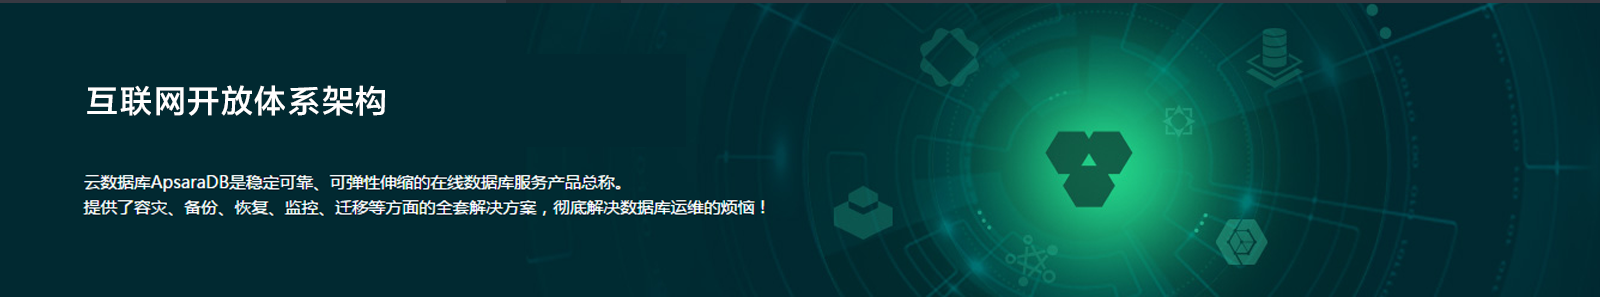 互联网开放体系架构
云数据库ApsaraDB是稳定可靠、可弹性伸缩的在线数据库服务产品总称。
提供了容灾、备份、恢复、监控、迁移等方面的全套解决方案，彻底解决数据库运维的烦恼！